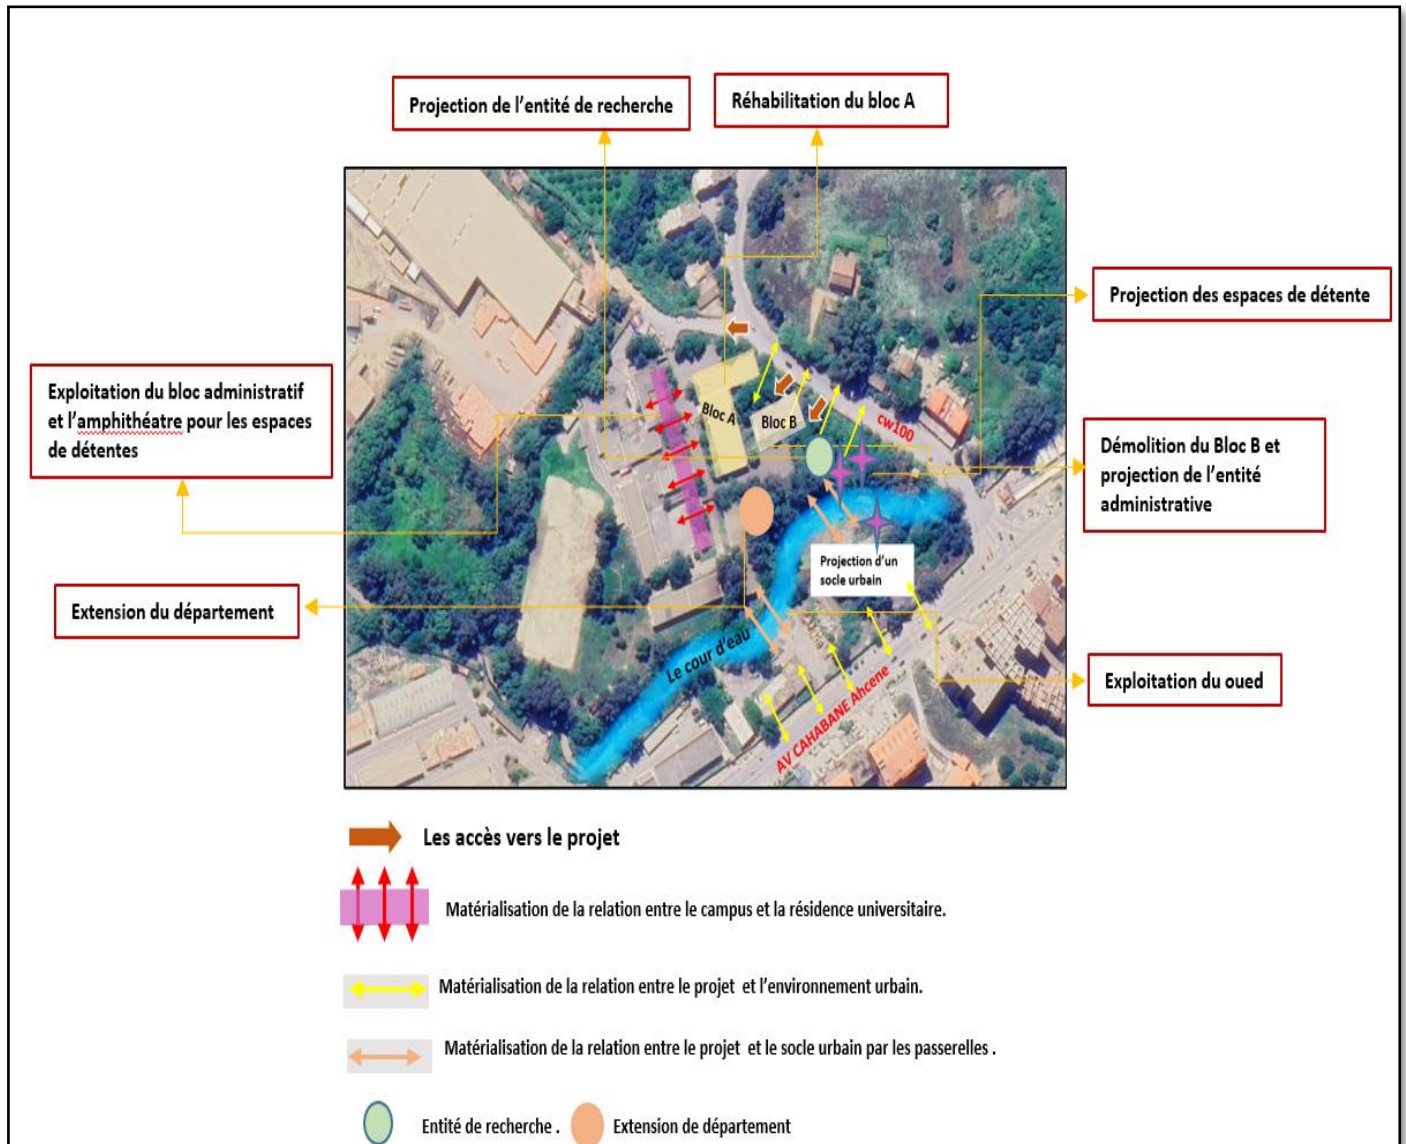 Projection de l'entité de recherche
Réhabilitation du bloc A
Projection des espaces de détente
Exploitation du bloc administratif
et l'amphithéatre pour les espaces
de détentes
Bloc A
Bloc B
cw100
Démolition du Bloc B et
projection de l'entité
administrative
Projection d'un
socle urbain
Extension du département
Le cour d'eau
AV CAHABANE Ahcene
Exploitation du oued
Les accès vers le projet
Matérialisation de la relation entre le campus et la résidence universitaire.
Matérialisation de la relation entre le projet et l'environnement urbain.
Matérialisation de la relation entre le projet et le socle urbain par les passerelles .
Entité de recherche .
Extension de département